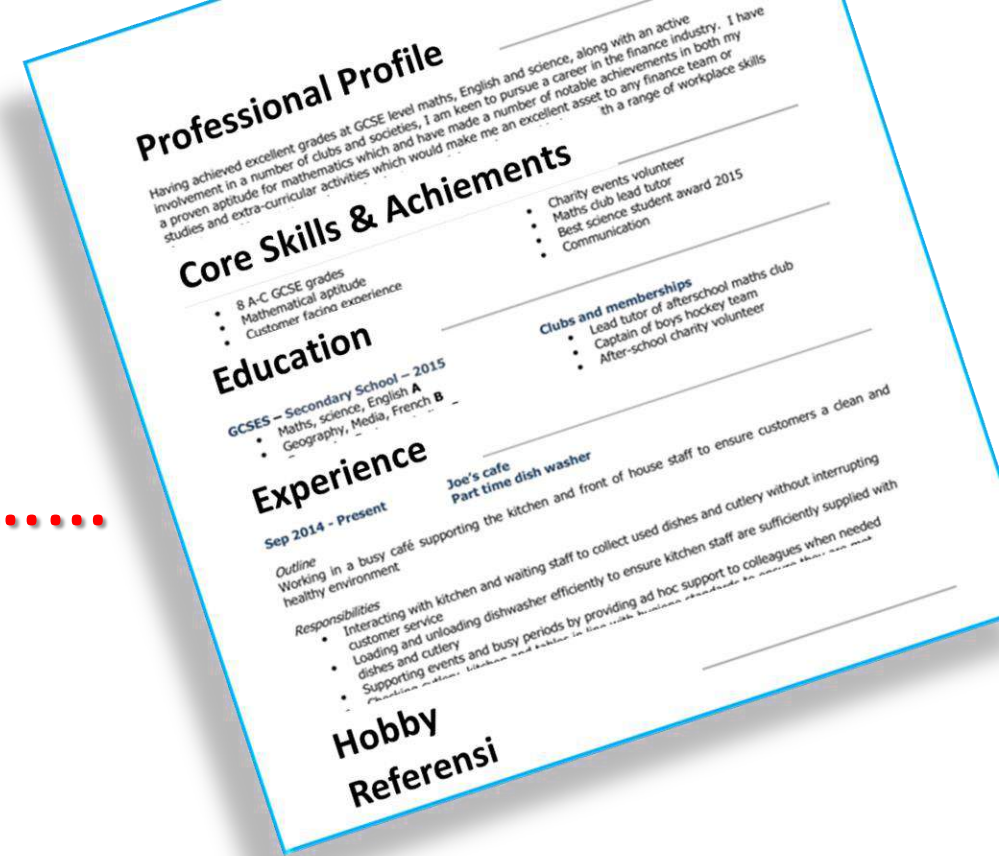 Professional Profile
Having achieved excellent grades at GCSE level maths, English and science, along with an active
involvement in a number of clubs and societies, I am keen to pursue a career in the finance industry. I have
a proven aptitude for mathematics which and have made a number of notable achievements in both my
studies and extra-curricular activities which would make me an excellent asset to any finance team or
th a range of workplace skills
Core Skills & Achiements
8 A-C GCSE grades
Mathematical aptitude
Customer facing experience
Charity events volunteer
Maths club lead tutor
Best science student award 2015
Communication
Education
GCSES – Secondary School – 2015
Maths, science, English A
Geography, Media, French B
Clubs and memberships
Lead tutor of afterschool maths club
Captain of boys hockey team
After-school charity volunteer
Experience
Sep 2014 - Present
Joe's cafe
Part time dish washer
Outline
Working in a busy café supporting the kitchen and front of house staff to ensure customers a clean and
healthy environment
Responsibilities
Interacting with kitchen and waiting staff to collect used dishes and cutlery without interrupting
customer service
Loading and unloading dishwasher efficiently to ensure kitchen staff are sufficiently supplied with
dishes and cutlery
Supporting events and busy periods by providing ad hoc support to colleagues when needed
Hobby
Referensi